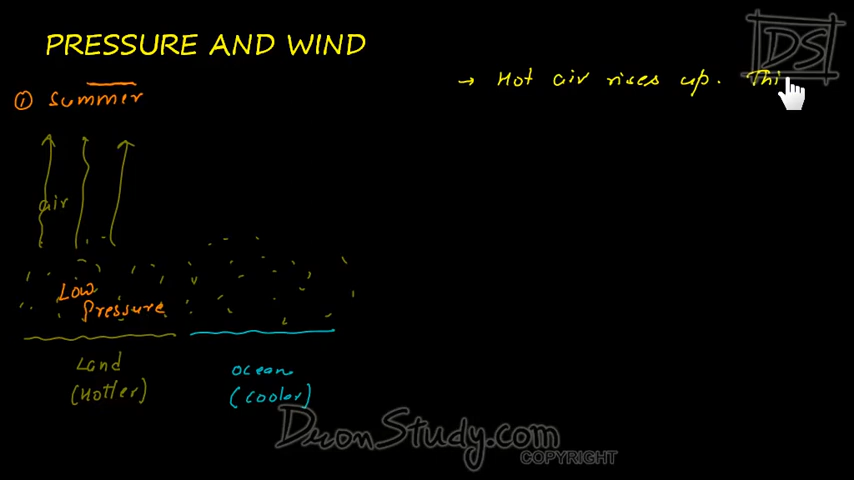 PRESSURE AND WIND
DS
① Summer
→ Hot air rises up. Thi
air
Low
Pressure
Land
(Hotter)
Ocean
(Cooler)
DronStudy.com
COPYRIGHT